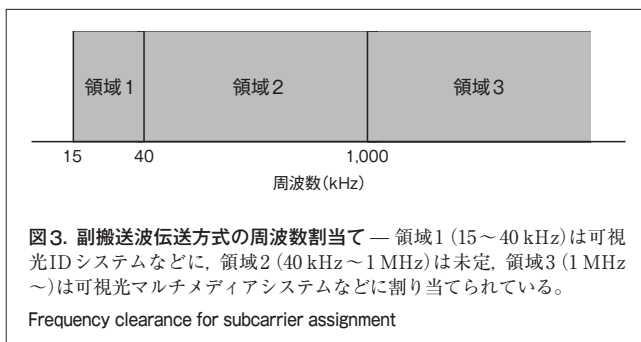 領域1 領域2 領域3
15 40 1,000
周波数(kHz)
図3. 副搬送波伝送方式の周波数割当て — 領域1 (15～40 kHz)は可視
光IDシステムなどに, 領域2 (40 kHz～1 MHz)は未定, 領域3 (1 MHz
～)は可視光マルチメディアシステムなどに割り当てられている。
Frequency clearance for subcarrier assignment